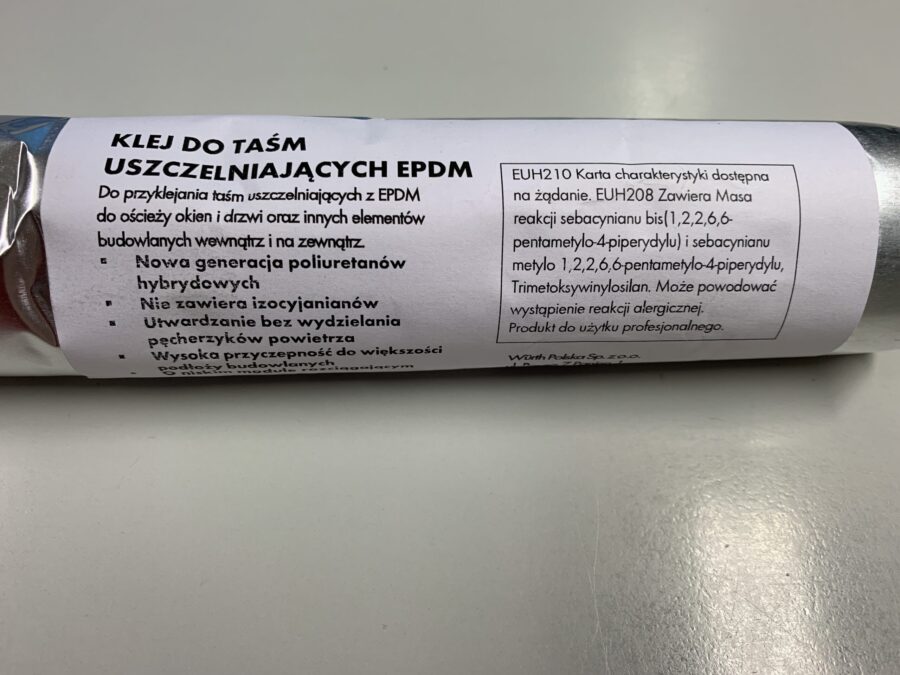 KLEJ DO TAŚM
USZCZELNIAJĄCYCH EPDM
Do przyklejania taśm uszczelniających z EPDM
do ościeży okien i drzwi oraz innych elementów
budowlanych wewnątrz i na zewnątrz.
▪ Nowa generacja poliuretanów
hybrydowych
▪ Nie zawiera izocyjanianów
▪ Utwardzanie bez wydzielania
pęcherzyków powietrza
▪ Wysoka przyczepność do większości
podłoży budowlanych
▪ O niskim module rozciągającym
EUH210 Karta charakterystyki dostępna
na żądanie. EUH208 Zawiera Masa
reakcji sebacynianu bis(1,2,2,6,6-
pentametylo-4-piperydylu) i sebacynianu
metylo 1,2,2,6,6-pentametylo-4-piperydylu,
Trimetoksywinylosilan. Może powodować
wystąpienie reakcji alergicznej.
Produkt do użytku profesjonalnego.
Würth Polska Sp. z o.o.